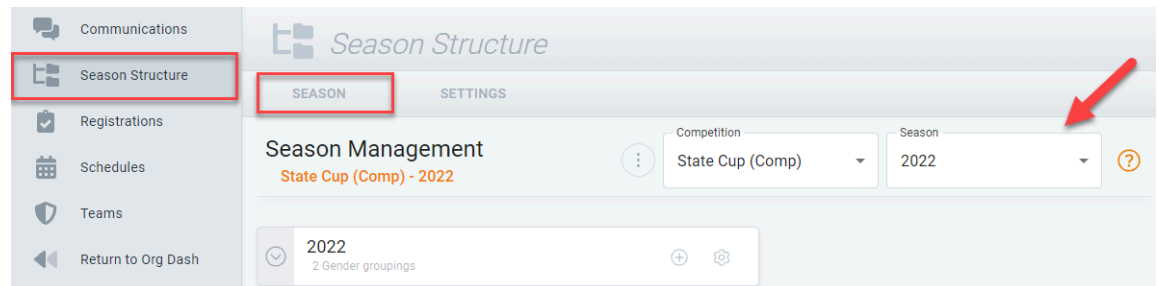 Communications
Season Structure
Registrations
Schedules
Teams
Return to Org Dash
Season Structure
SEASON SETTINGS
Season Management
State Cup (Comp) - 2022
Competition
State Cup (Comp)
Season
2022
?
2022
2 Gender groupings